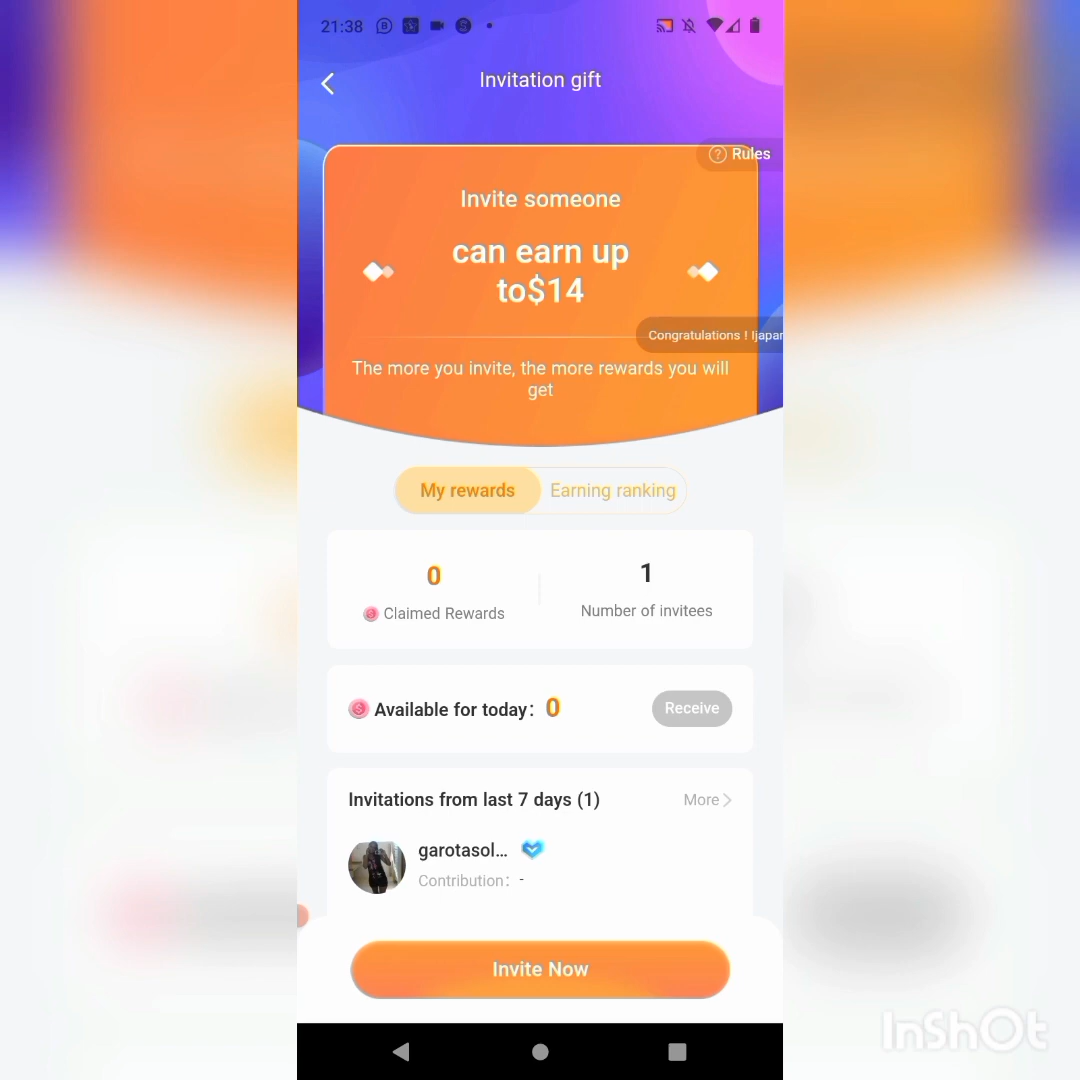 21:38
Invitation gift
Rules
Invite someone
can earn up
to$14
Congratulations ! Ijapar
The more you invite, the more rewards you will
get
My rewards
Earning ranking
0
1
Claimed Rewards
Number of invitees
Available for today: 0
Receive
Invitations from last 7 days (1)
More
garotasol...
Contribution: -
Invite Now
InShOt